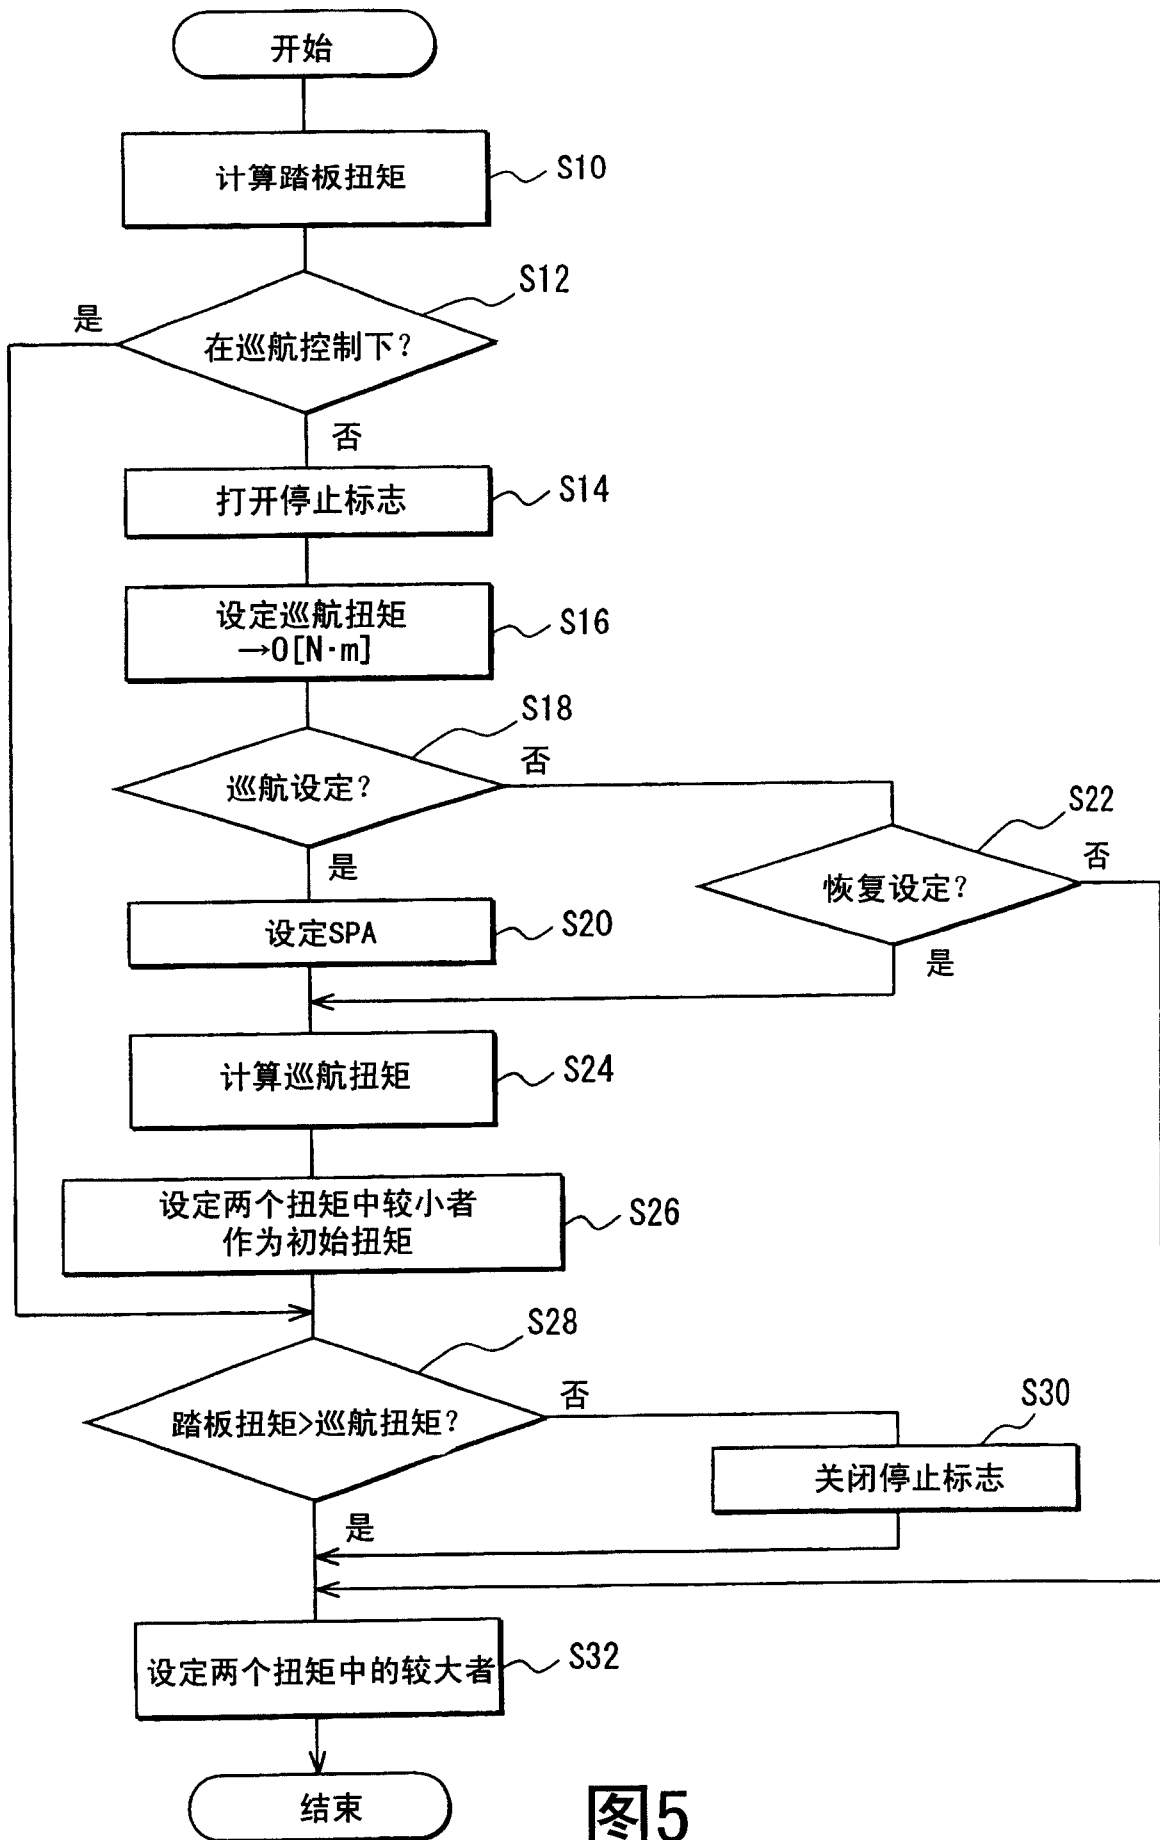 开始
计算踏板扭矩
S10
S12
是
在巡航控制下?
否
打开停止标志
S14
设定巡航扭矩
→0[N·m]
S16
S18
巡航设定?
否
S22
恢复设定?
否
是
是
设定SPA
S20
计算巡航扭矩
S24
设定两个扭矩中较小者
作为初始扭矩
S26
S28
踏板扭矩>巡航扭矩?
否
S30
关闭停止标志
是
设定两个扭矩中的较大者
S32
结束
图5